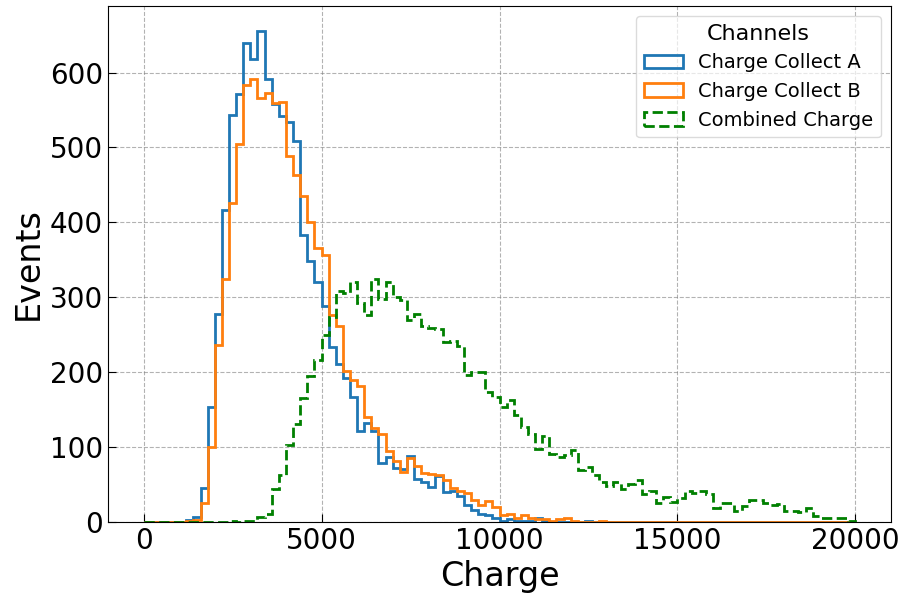 Channels
Charge Collect A
Charge Collect B
Combined Charge
Events
600
500
400
300
200
100
0
0 5000 10000 15000 20000
Charge